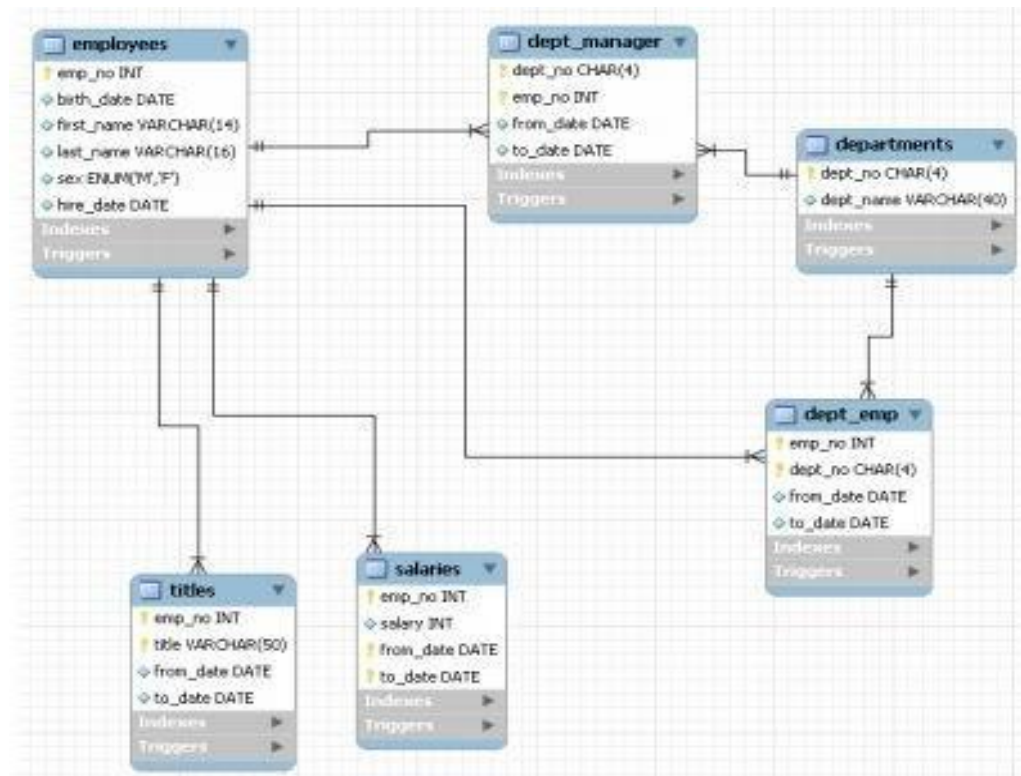 employees
emp_no INT
birth_date DATE
first_name VARCHAR(14)
last_name VARCHAR(16)
sex ENUM('M','F')
hire_date DATE
Indexes
Triggers
dept_manager
dept_no CHAR(4)
emp_no INT
from_date DATE
to_date DATE
Indexes
Triggers
departments
dept_no CHAR(4)
dept_name VARCHAR(40)
Indexes
Triggers
dept_emp
emp_no INT
dept_no CHAR(4)
from_date DATE
to_date DATE
Indexes
Triggers
titles
emp_no INT
title VARCHAR(50)
from_date DATE
to_date DATE
Indexes
Triggers
salaries
emp_no INT
salary INT
from_date DATE
to_date DATE
Indexes
Triggers